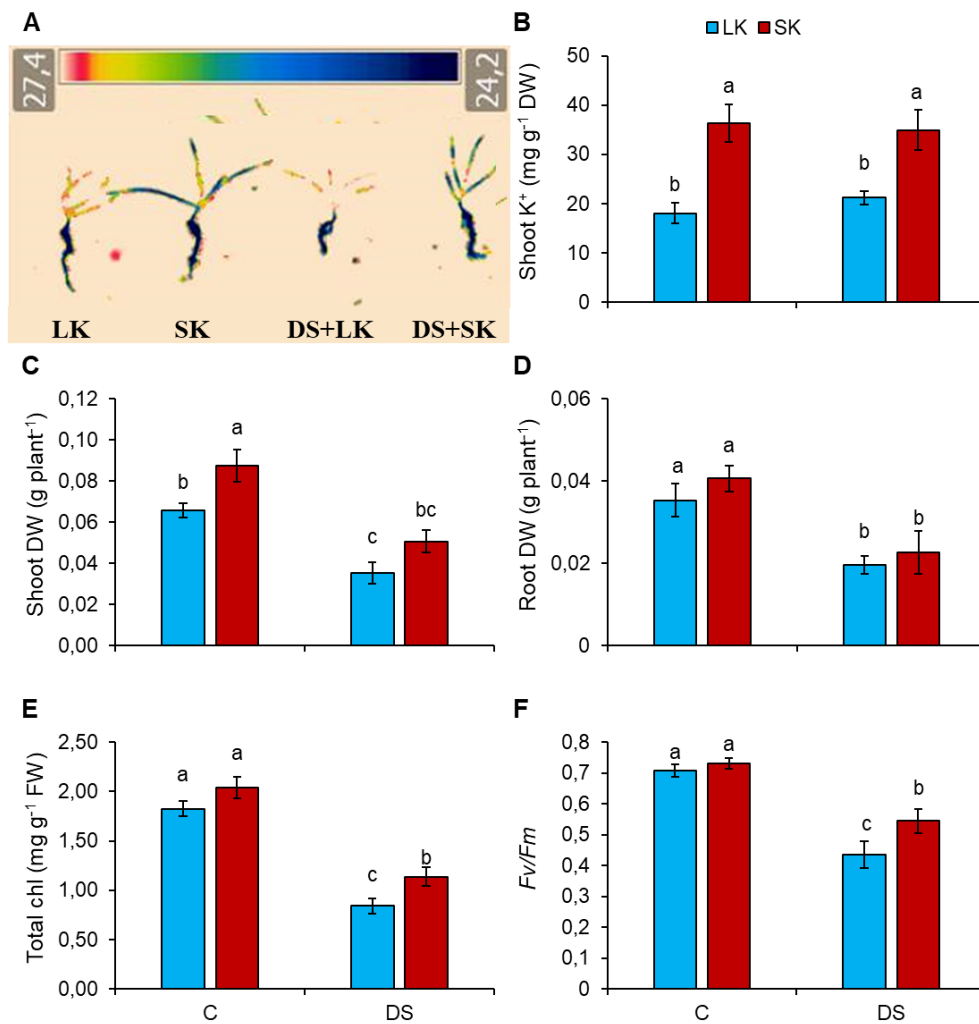 A
27,4
24,2
LK
SK
DS+LK
DS+SK
B
LK SK
Shoot K⁺ (mg g⁻¹ DW)
50
40
30
20
10
0
b
a
b
a
C
Shoot DW (g plant⁻¹)
0,12
0,10
0,08
0,06
0,04
0,02
0,00
b
a
c
bc
D
Root DW (g plant⁻¹)
0,06
0,04
0,02
0
a
a
b
b
E
Total chl (mg g⁻¹ FW)
2,50
2,00
1,50
1,00
0,50
0,00
a
a
c
b
C
DS
F
Fv/Fm
0,8
0,7
0,6
0,5
0,4
0,3
0,2
0,1
0,0
a
a
c
b
C
DS